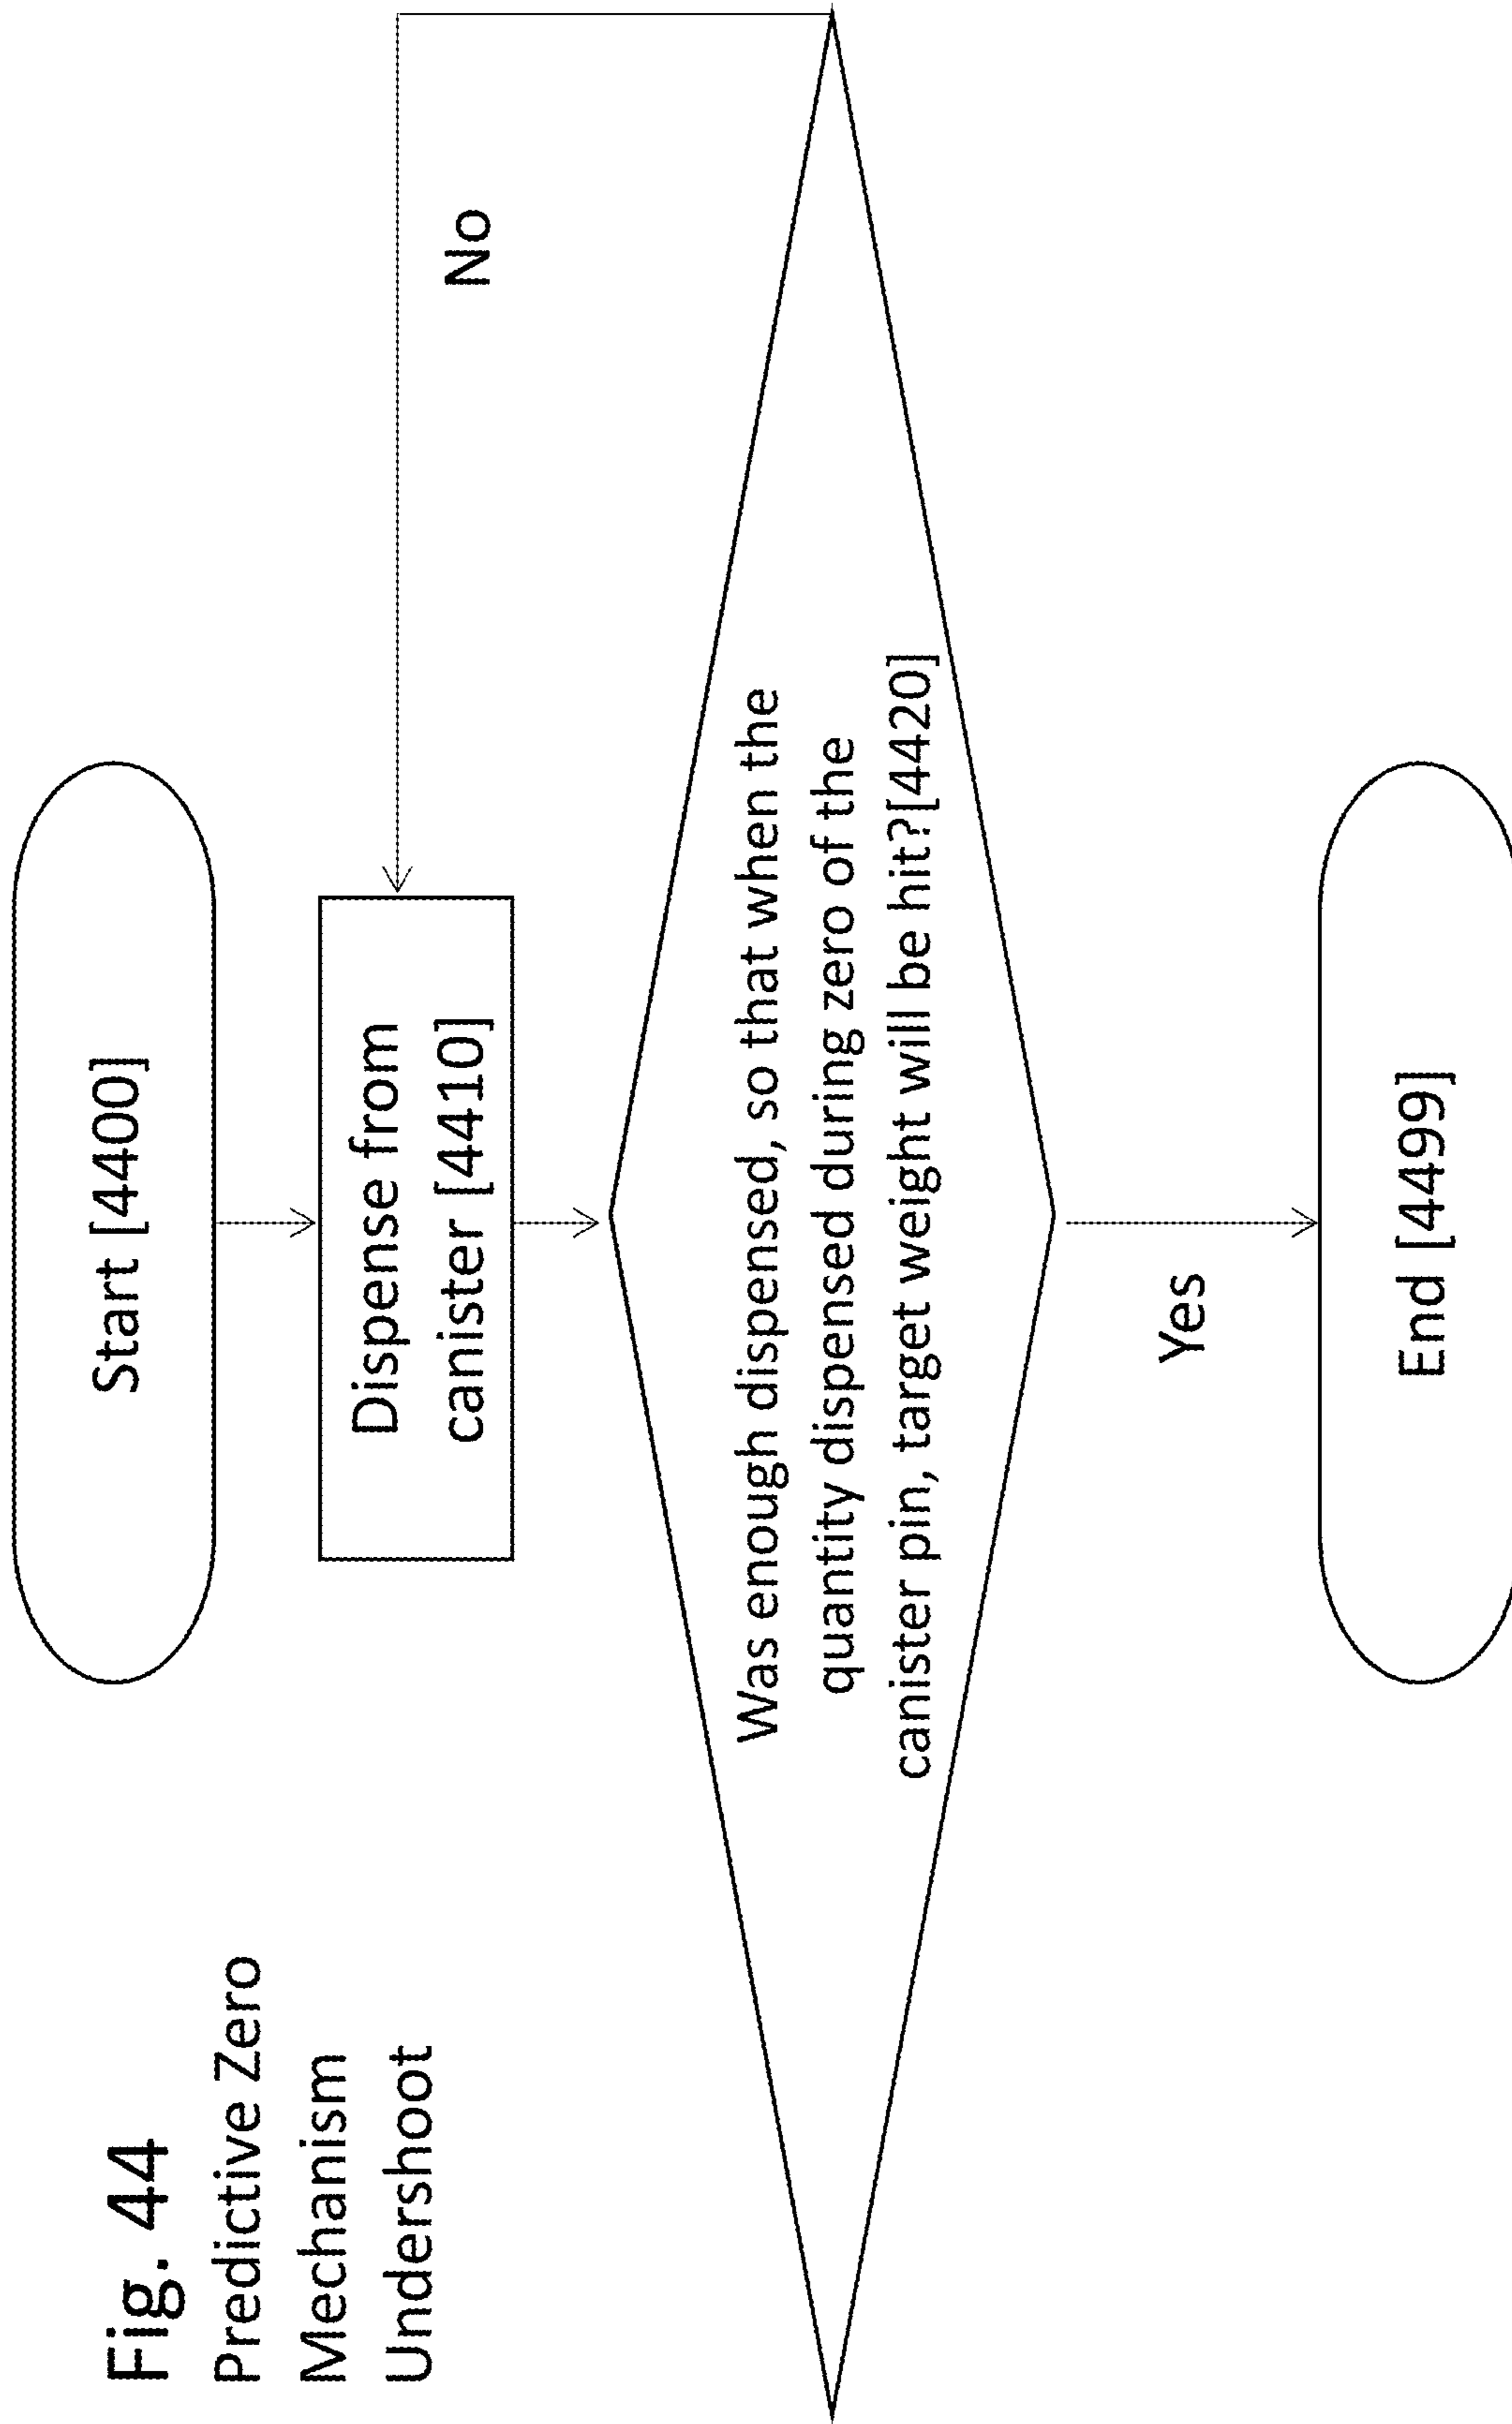 Fig. 44
Predictive Zero
Mechanism
Undershoot
Start [4400]
Dispense from
canister [4410]
No
Was enough dispensed, so that when the
quantity dispensed during zero of the
canister pin, target weight will be hit?[4420]
Yes
End [4499]